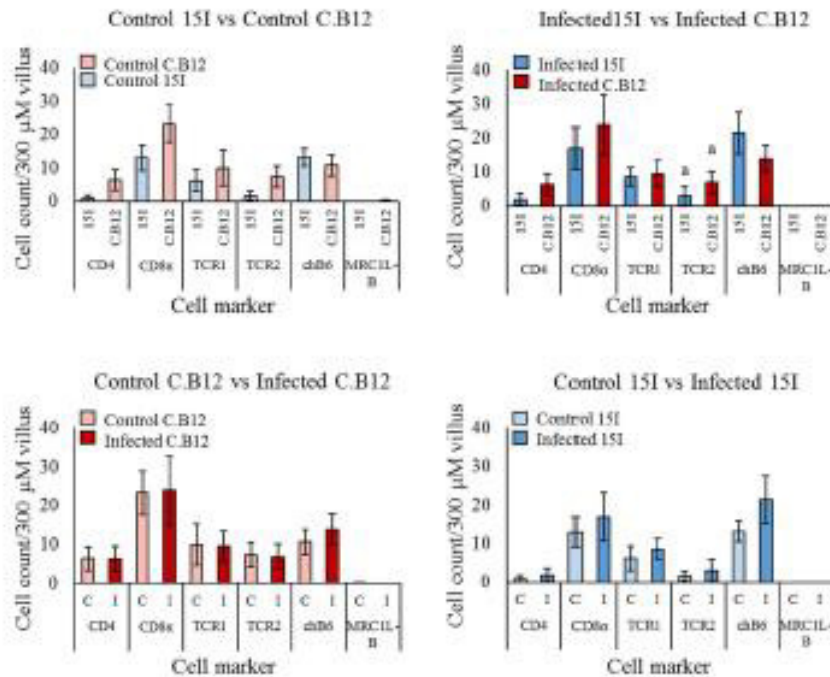 Control 15I vs Control C.B12
Cell count/300 µM villus
40
30
20
10
0
Control C.B12
Control 15I
15I C.B12 15I C.B12 15I C.B12 15I C.B12 15I C.B12 15I C.B12
CD4 CD8α TCR1 TCR2 chB6 MRC1L-B
Cell marker
Infected15I vs Infected C.B12
Cell count/300 µM villus
40
30
20
10
0
Infected 15I
Infected C.B12
a a
15I C.B12 15I C.B12 15I C.B12 15I C.B12 15I C.B12 15I C.B12
CD4 CD8α TCR1 TCR2 chB6 MRC1L-B
Cell marker
Control C.B12 vs Infected C.B12
Cell count/300 µM villus
40
30
20
10
0
Control C.B12
Infected C.B12
C I C I C I C I C I C I
CD4 CD8α TCR1 TCR2 chB6 MRC1L-B
Cell marker
Control 15I vs Infected 15I
Cell count/300 µM villus
40
30
20
10
0
Control 15I
Infected 15I
C I C I C I C I C I C I
CD4 CD8α TCR1 TCR2 chB6 MRC1L-B
Cell marker